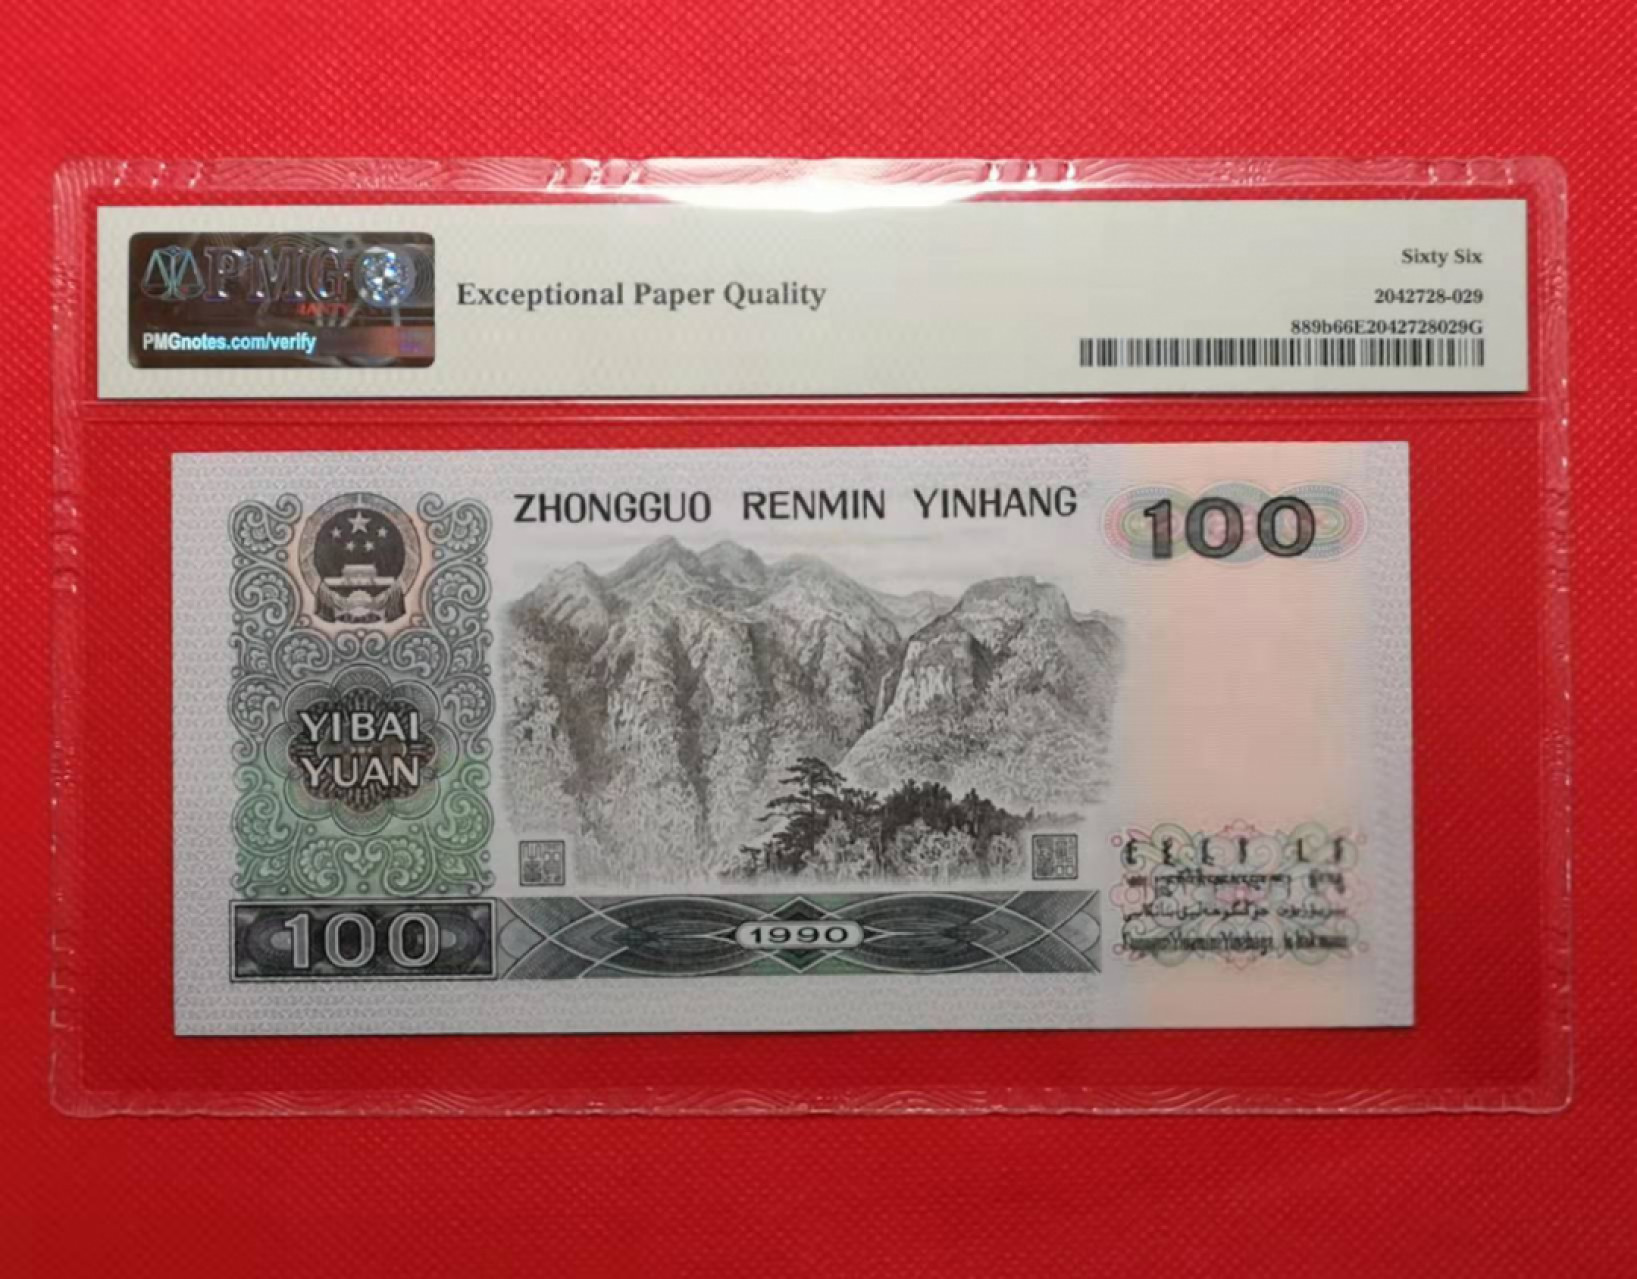 PMG
PMGnotes.com/verify
Exceptional Paper Quality
Sixty Six
2042728-029
889b66E2042728029G
ZHONGGUO RENMIN YINHANG
100
YI BAI
YUAN
100
1990